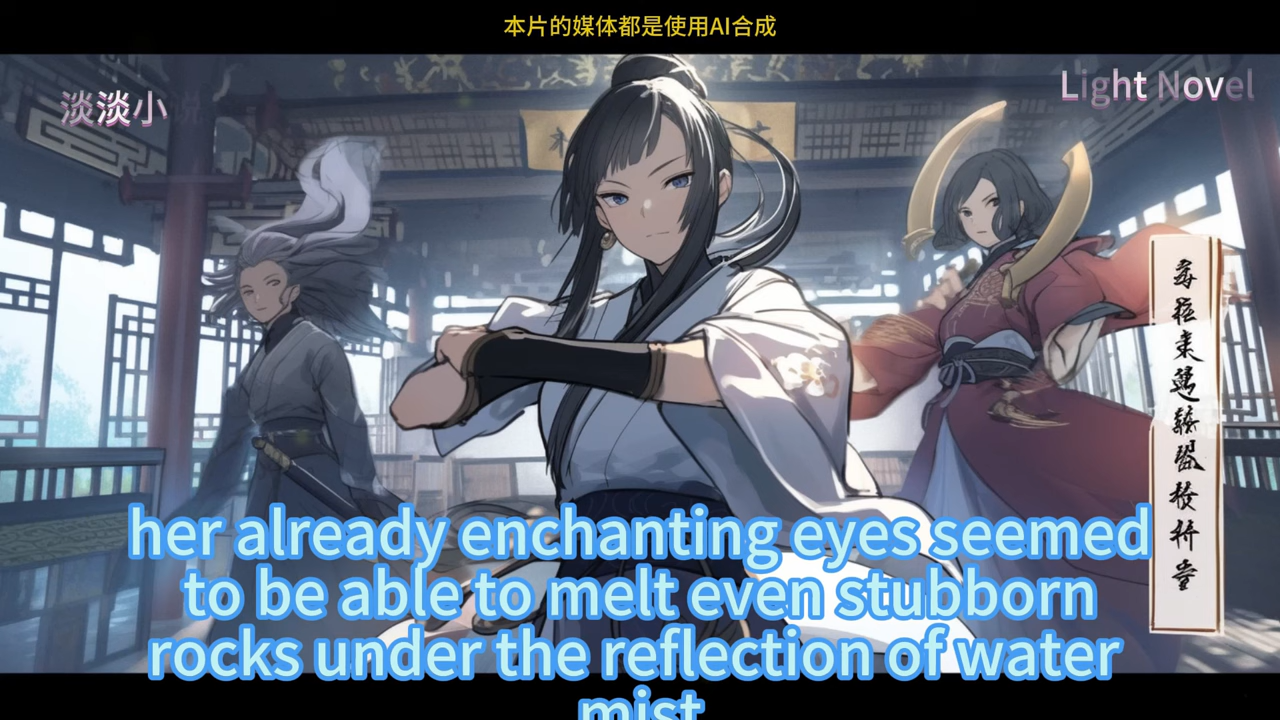 本片的媒体都是使用AI合成
淡淡小说
Light Novel
her already enchanting eyes seemed
to be able to melt even stubborn
rocks under the reflection of water
mist